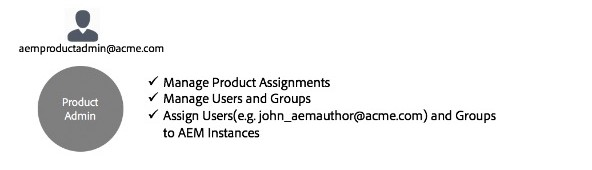 aemproductadmin@acme.com
Product
Admin
✓ Manage Product Assignments
✓ Manage Users and Groups
✓ Assign Users(e.g. john_aemauthor@acme.com) and Groups
to AEM Instances